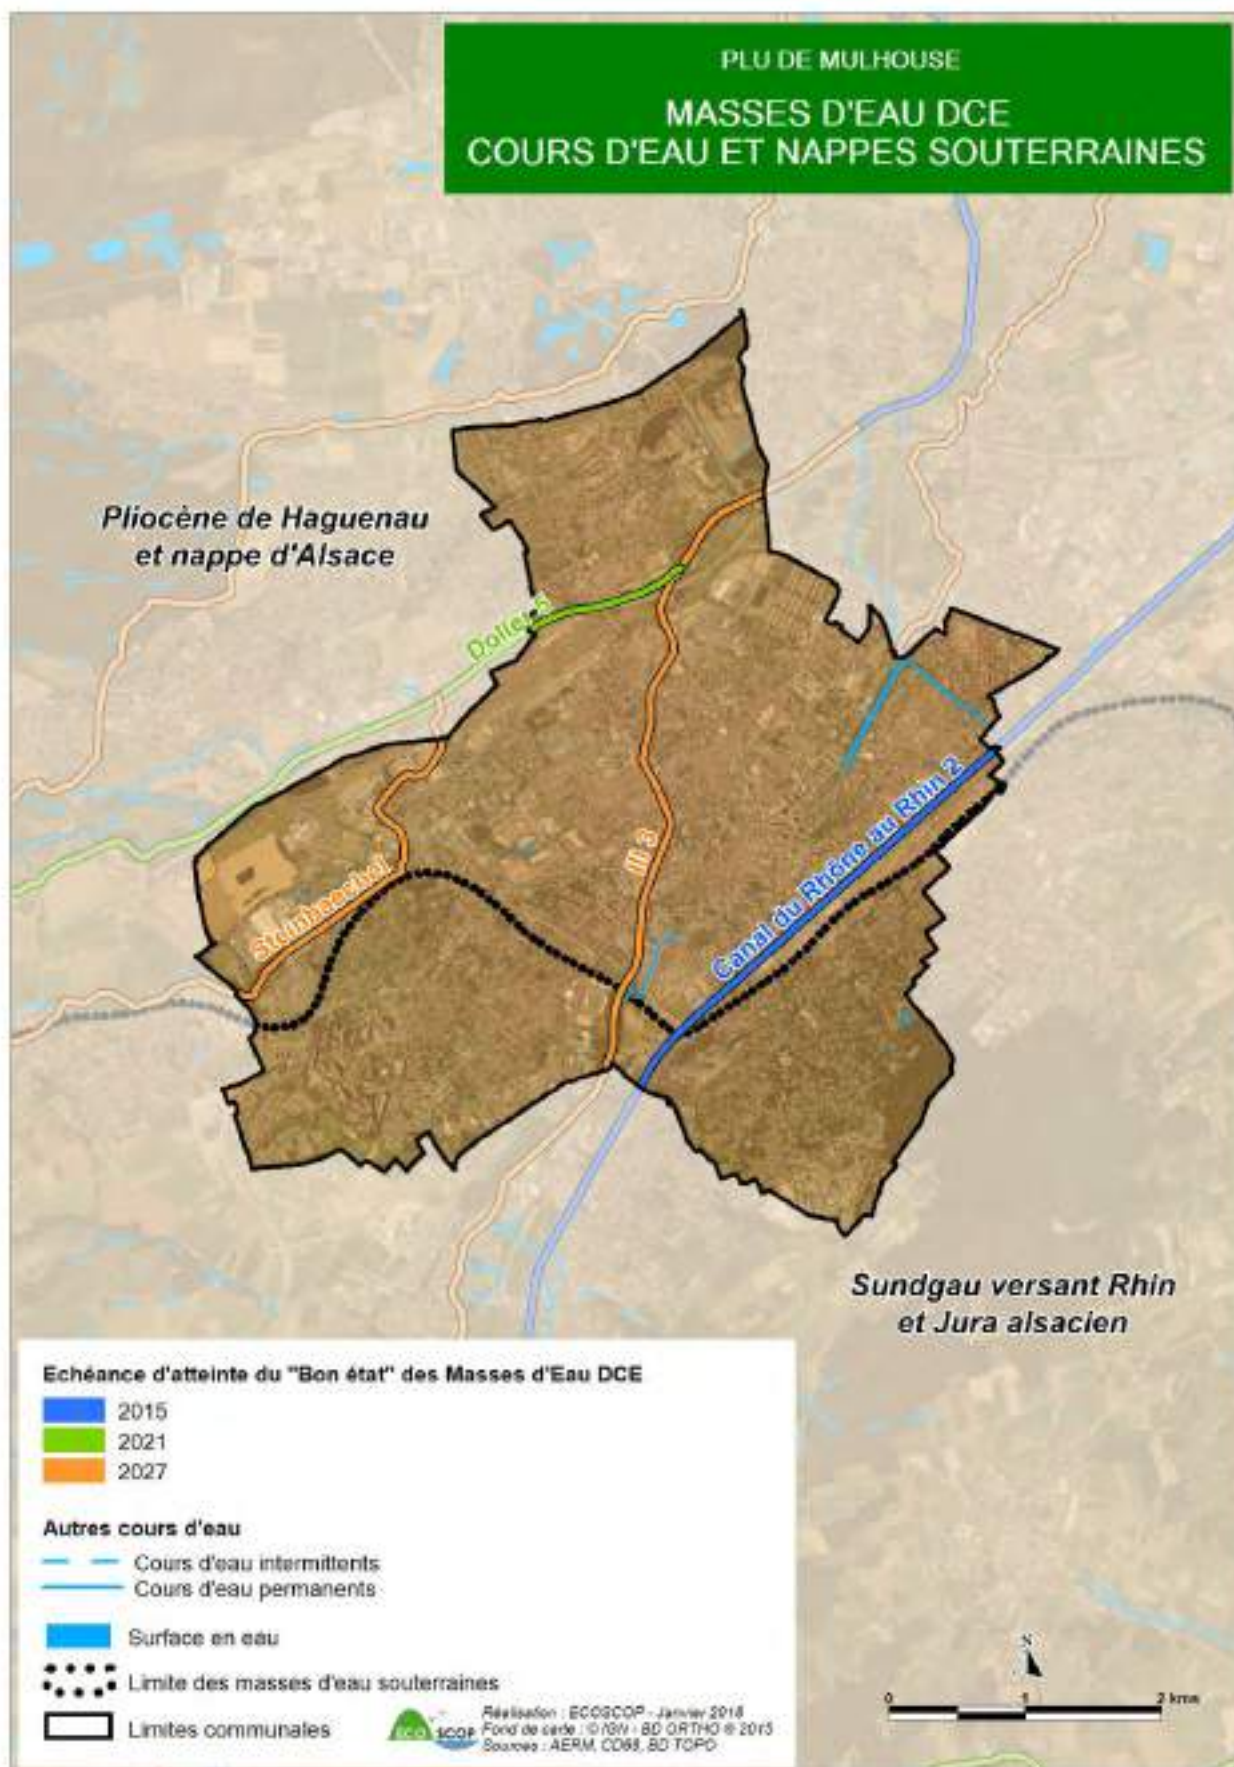 PLU DE MULHOUSE
MASSES D'EAU DCE
COURS D'EAU ET NAPPES SOUTERRAINES
Pliocène de Haguenau
et nappe d'Alsace
Doller 5
Steinbaechel
Ill 3
Canal du Rhône au Rhin 2
Sundgau versant Rhin
et Jura alsacien
Echéance d'atteinte du "Bon état" des Masses d'Eau DCE
2015
2021
2027
Autres cours d'eau
Cours d'eau intermittents
Cours d'eau permanents
Surface en eau
Limite des masses d'eau souterraines
Limites communales
ECO SCOP
Réalisation : ECOSCOP - Janvier 2018
Fond de carte : © IGN - BD ORTHO ® 2015
Sources : AERM, CD68, BD TOPO
N
0 1 2 kms